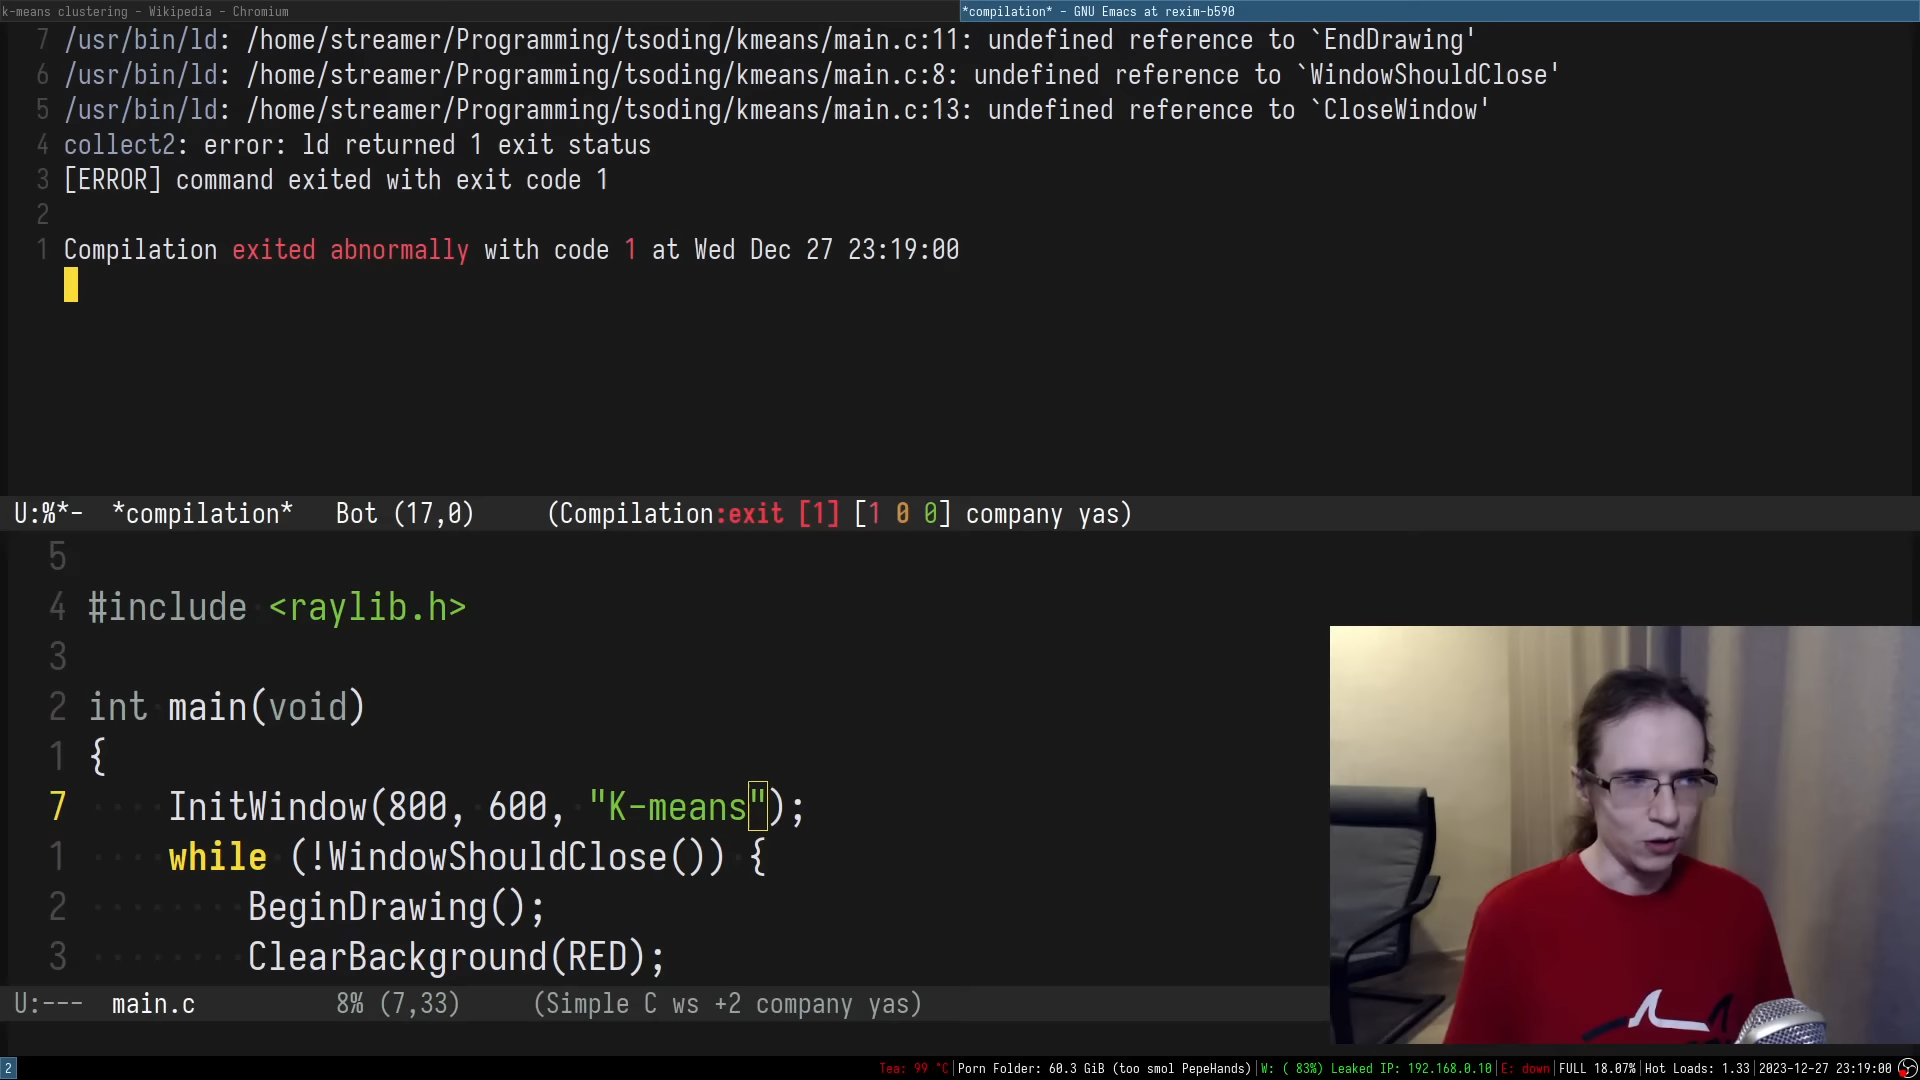 k-means clustering - Wikipedia - Chromium
*compilation* - GNU Emacs at rexim-b590
7 /usr/bin/ld: /home/streamer/Programming/tsoding/kmeans/main.c:11: undefined reference to `EndDrawing'
6 /usr/bin/ld: /home/streamer/Programming/tsoding/kmeans/main.c:8: undefined reference to `WindowShouldClose'
5 /usr/bin/ld: /home/streamer/Programming/tsoding/kmeans/main.c:13: undefined reference to `CloseWindow'
4 collect2: error: ld returned 1 exit status
3 [ERROR] command exited with exit code 1
2
1 Compilation exited abnormally with code 1 at Wed Dec 27 23:19:00
U:%*- *compilation* Bot (17,0) (Compilation:exit [1] [1 0 0] company yas)
5
4 #include <raylib.h>
3
2 int main(void)
1 {
7 InitWindow(800, 600, "K-means");
1 while (!WindowShouldClose()) {
2 BeginDrawing();
3 ClearBackground(RED);
U:--- main.c 8% (7,33) (Simple C ws +2 company yas)
2
Tea: 99 °C|Porn Folder: 60.3 GiB (too smol PepeHands)|W: ( 83%) Leaked IP: 192.168.0.10|E: down|FULL 18.07%|Hot Loads: 1.33|2023-12-27 23:19:00